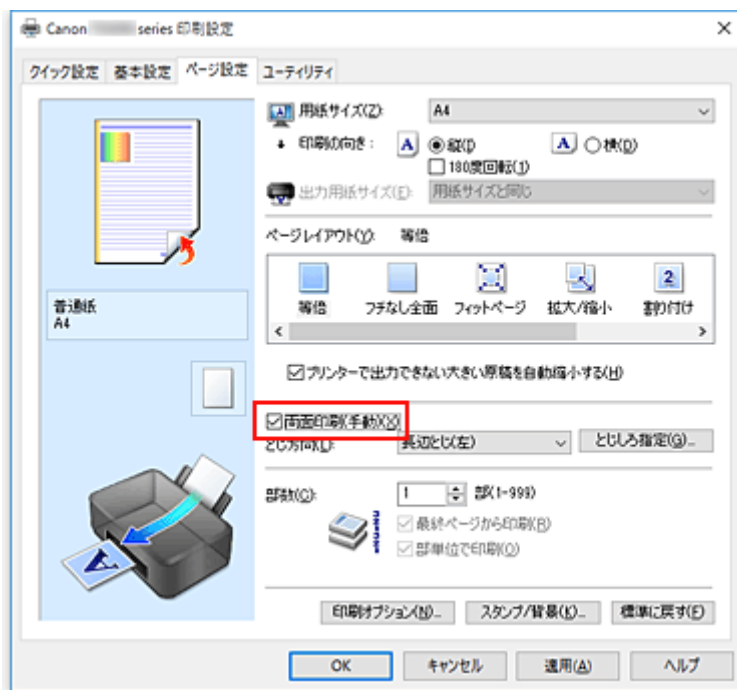 Canon series 印刷設定
クイック設定 基本設定 ページ設定 ユーティリティ
用紙サイズ(Z): A4
印刷の向き: A 縦(I) A 横(D)
180度回転(1)
出力用紙サイズ(E): 用紙サイズと同じ
ページレイアウト(Y): 等倍
等倍 フチなし全面 フィットページ 拡大/縮小 2 割り付け
普通紙
A4
プリンターで出力できない大きい原稿を自動縮小する(H)
両面印刷(手動)(X)
とじ方向(L): 長辺とじ(左) とじしろ指定(G)...
部数(C): 1 部(1-999)
最終ページから印刷(R)
部単位で印刷(O)
A
印刷オプション(N)... スタンプ/背景(K)... 標準に戻す(F)
OK キャンセル 適用(A) ヘルプ